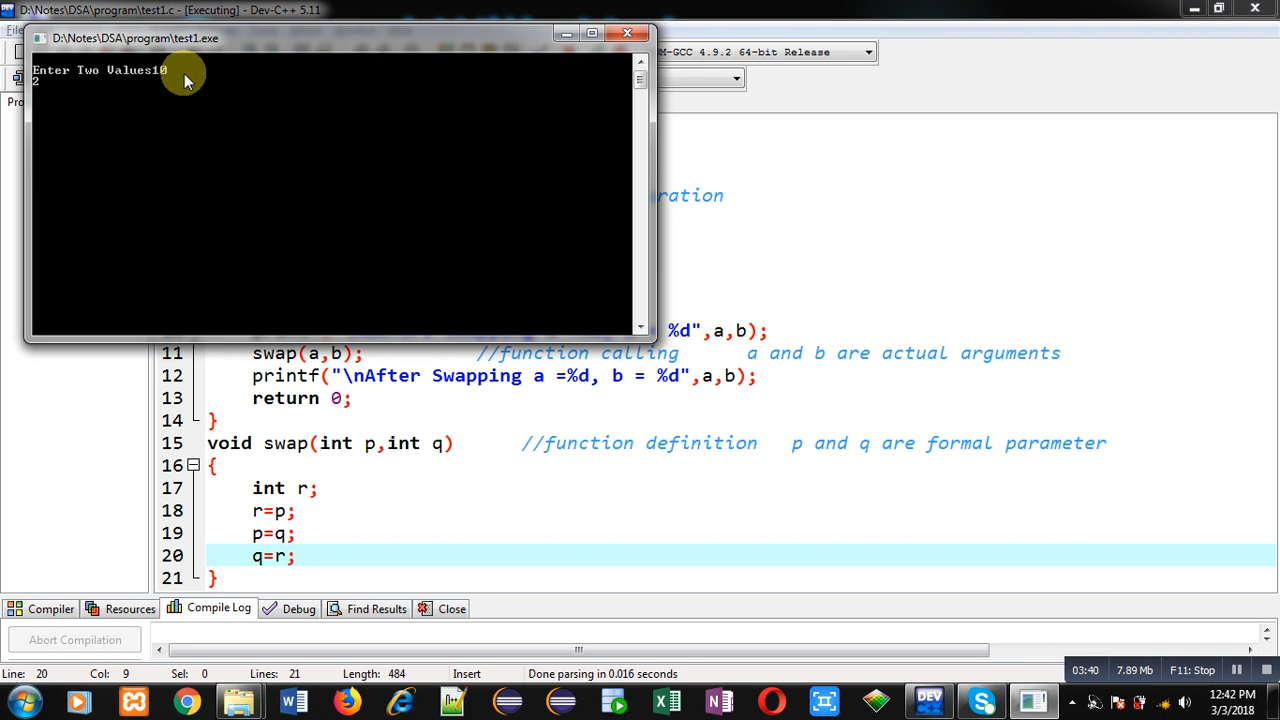 D:\Notes\DSA\program\test1.c - [Executing] - Dev-C++ 5.11
D:\Notes\DSA\program\test1.exe
Enter Two Values10
2
M-GCC 4.9.2 64-bit Release
ration
%d",a,b);
11 swap(a,b); //function calling a and b are actual arguments
12 printf("\nAfter Swapping a =%d, b = %d",a,b);
13 return 0;
14 }
15 void swap(int p,int q) //function definition p and q are formal parameter
16 {
17 int r;
18 r=p;
19 p=q;
20 q=r;
21 }
Compiler Resources Compile Log Debug Find Results Close
Abort Compilation
Line: 20 Col: 9 Sel: 0 Lines: 21 Length: 484 Insert Done parsing in 0.016 seconds
03:40 7.89 Mb F11: Stop
12:42 PM
3/3/2018